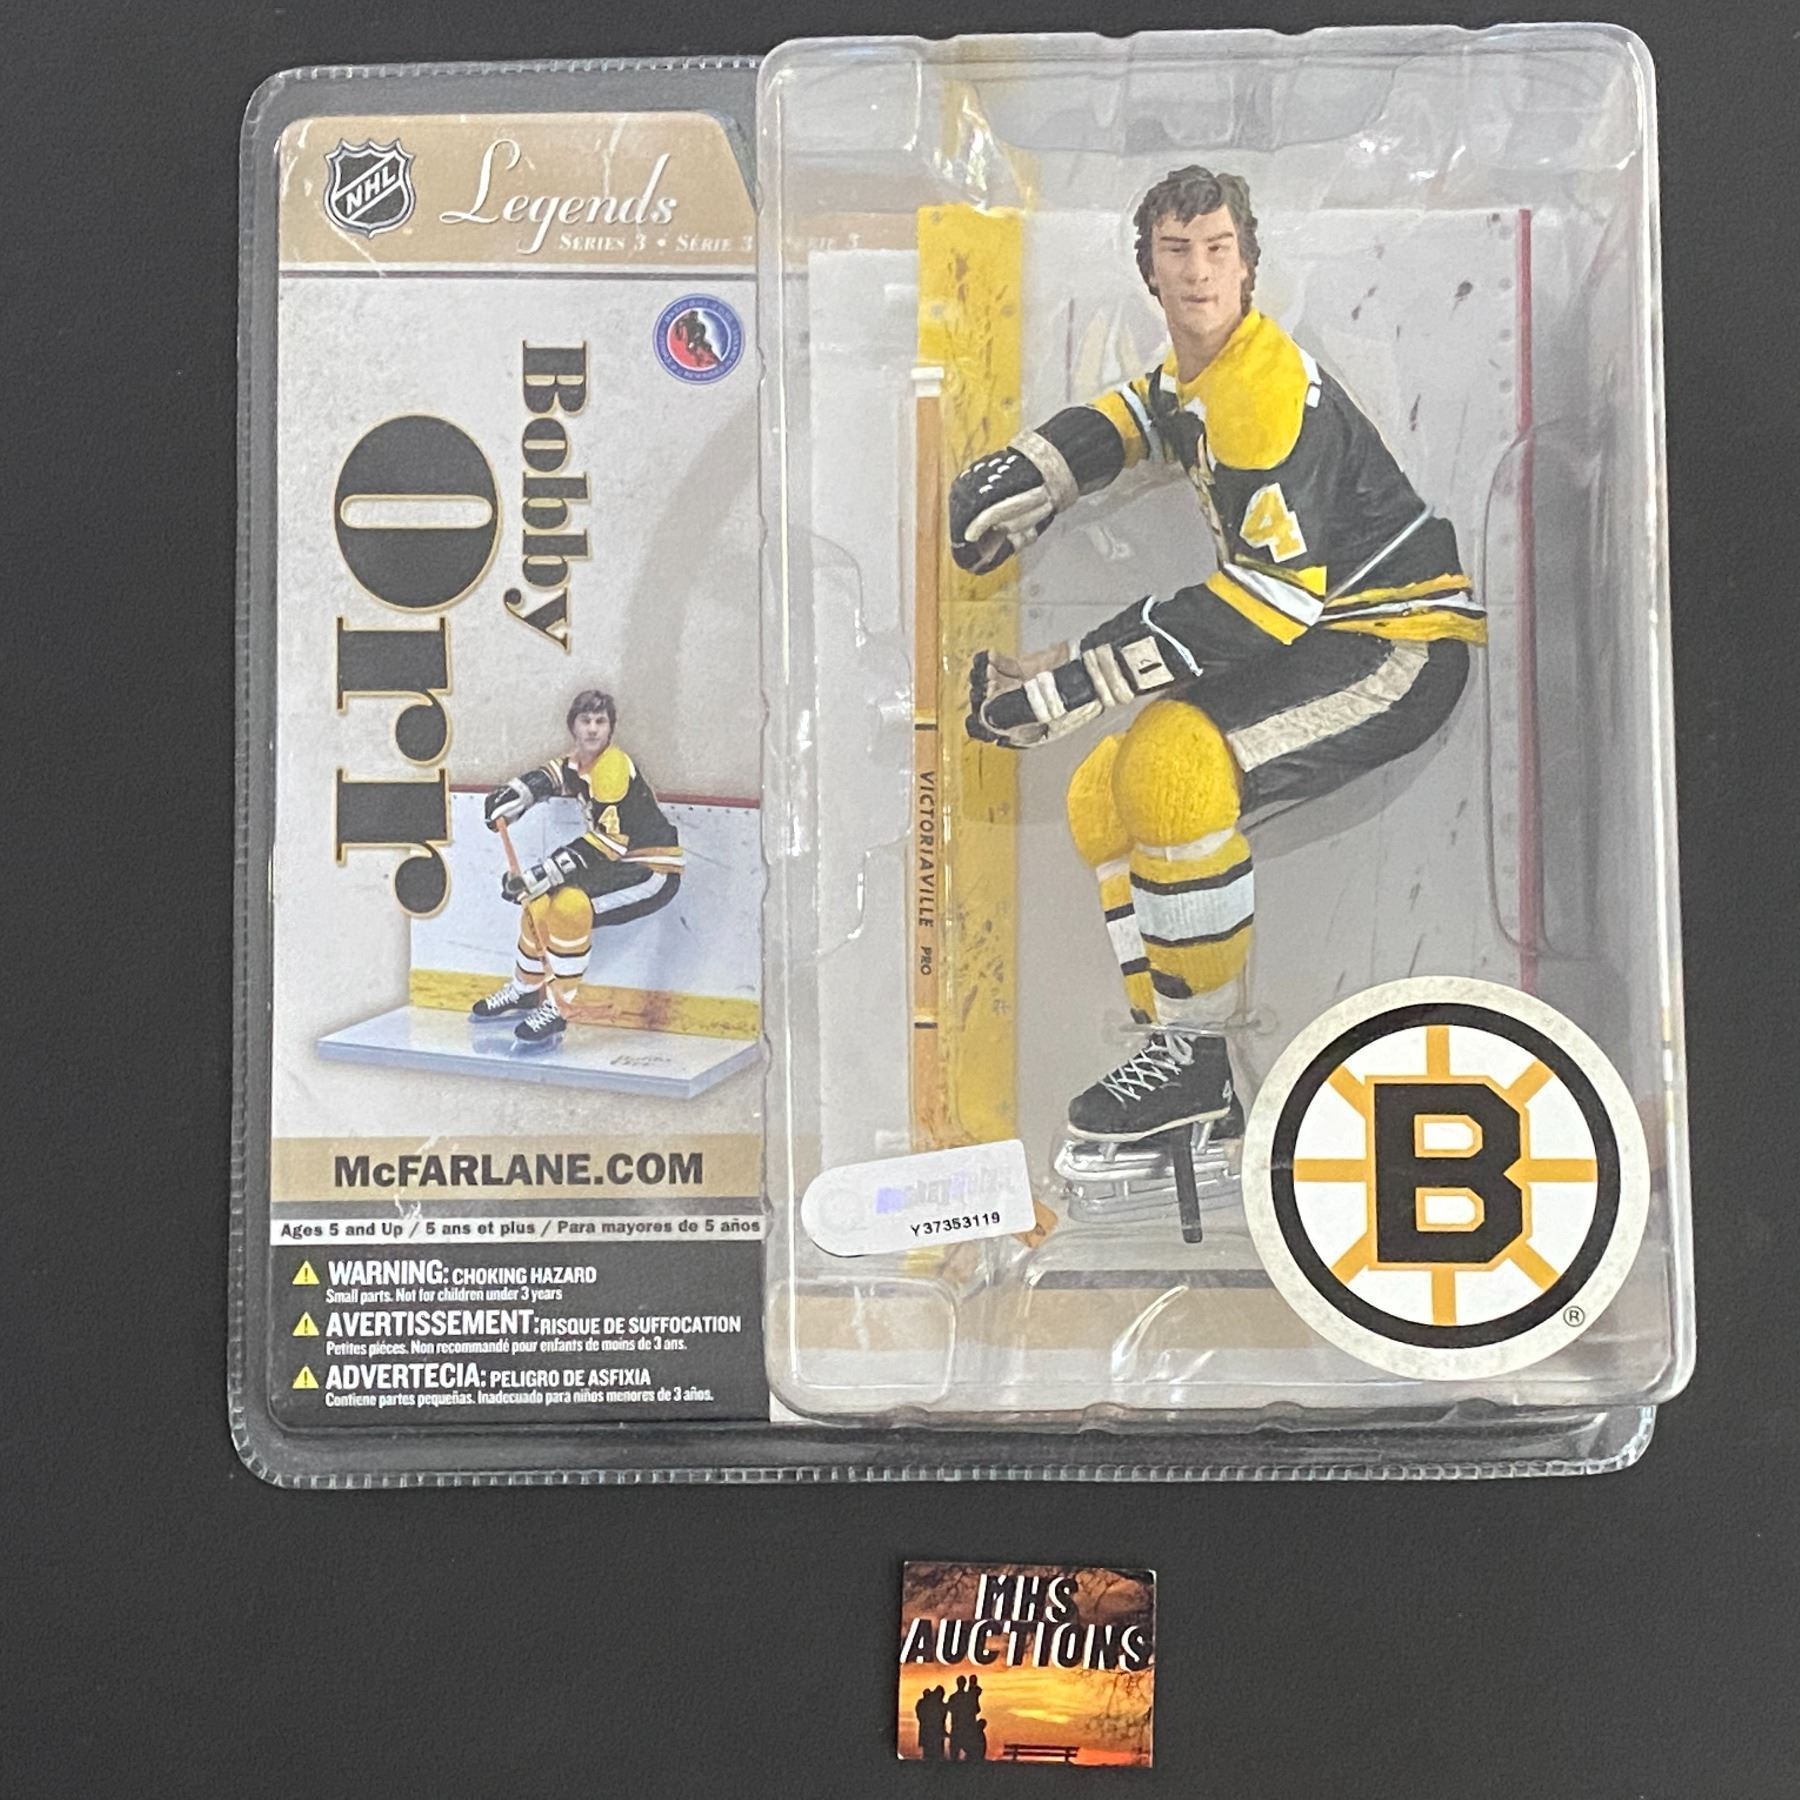 NHL
Legends
SERIES 3 • SÉRIE 3
Bobby
Orr
4
4
VICTORIAVILLE PRO
McFARLANE.COM
Ages 5 and Up / 5 ans et plus / Para mayores de 5 años
WARNING: CHOKING HAZARD
Small parts. Not for children under 3 years
AVERTISSEMENT: RISQUE DE SUFFOCATION
Petites pièces. Non recommandé pour enfants de moins de 3 ans.
ADVERTECIA: PELIGRO DE ASFIXIA
Contiene partes pequeñas. Inadecuado para niños menores de 3 años.
Y37353119
B
®
MHS
AUCTIONS